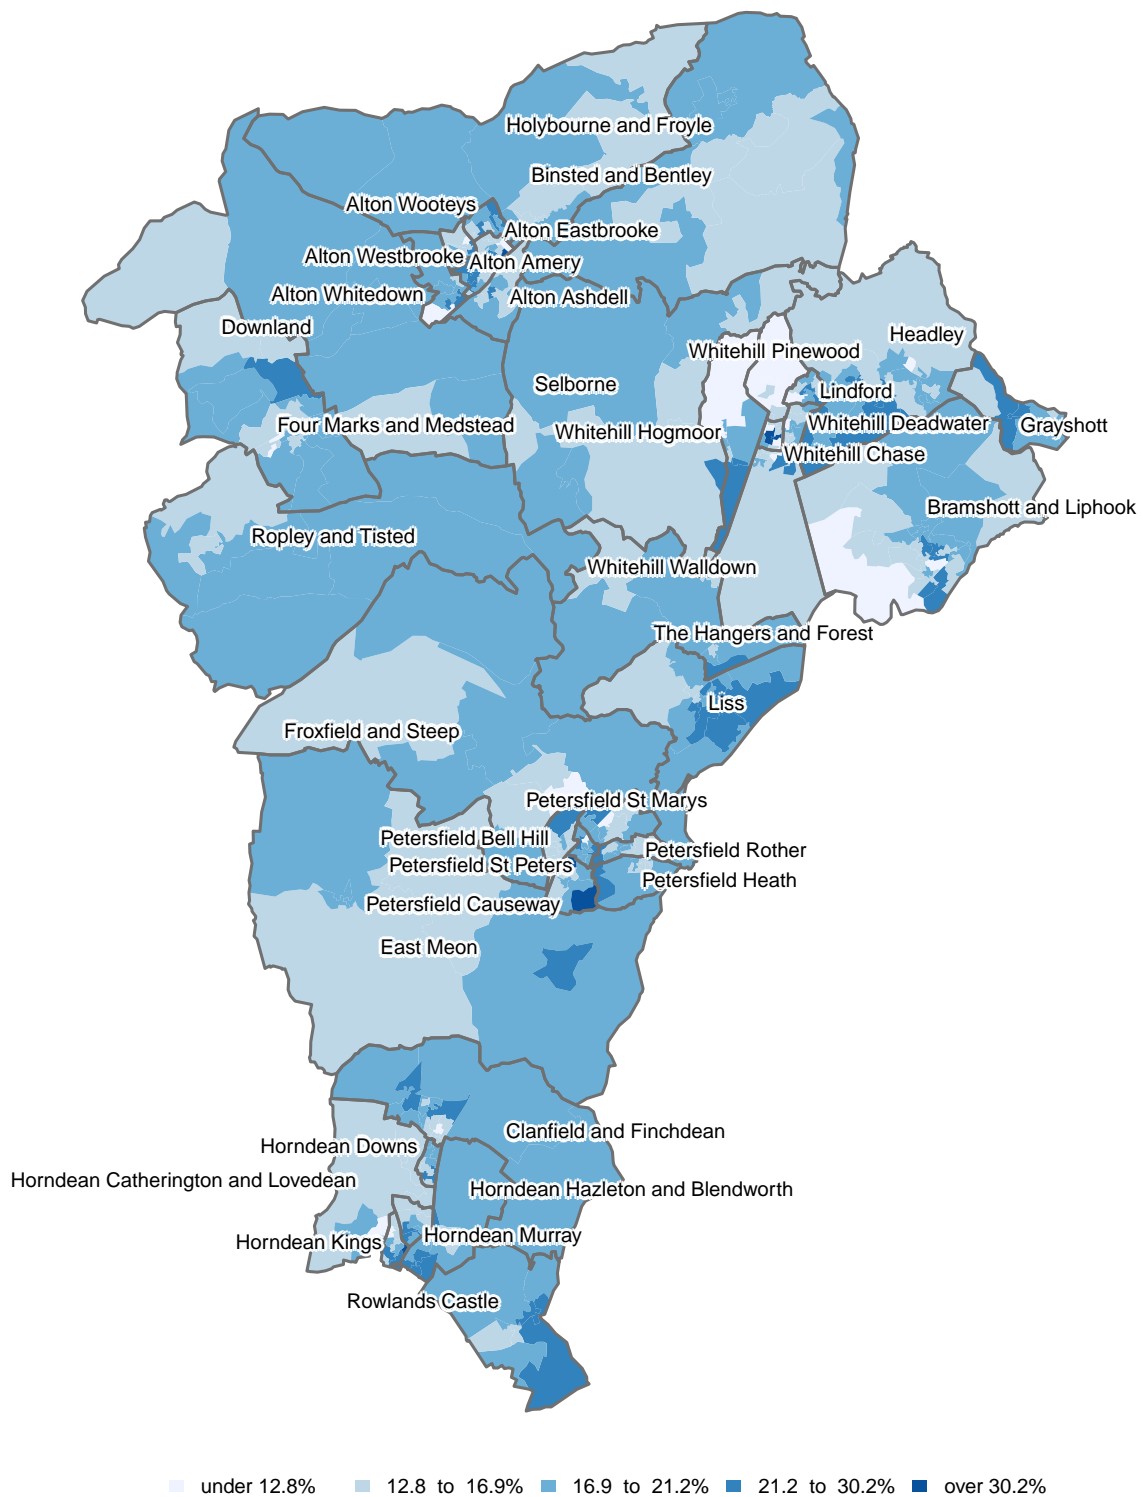 Holybourne and Froyle
Binsted and Bentley
Alton Wooteys
Alton Eastbrooke
Alton Westbrooke
Alton Amery
Alton Whitedown
Alton Ashdell
Downland
Headley
Whitehill Pinewood
Selborne
Lindford
Four Marks and Medstead
Whitehill Deadwater
Grayshott
Whitehill Hogmoor
Whitehill Chase
Bramshott and Liphook
Ropley and Tisted
Whitehill Walldown
The Hangers and Forest
Liss
Froxfield and Steep
Petersfield St Marys
Petersfield Bell Hill
Petersfield Rother
Petersfield St Peters
Petersfield Heath
Petersfield Causeway
East Meon
Clanfield and Finchdean
Horndean Downs
Horndean Catherington and Lovedean
Horndean Hazleton and Blendworth
Horndean Murray
Horndean Kings
Rowlands Castle
under 12.8% 12.8 to 16.9% 16.9 to 21.2% 21.2 to 30.2% over 30.2%